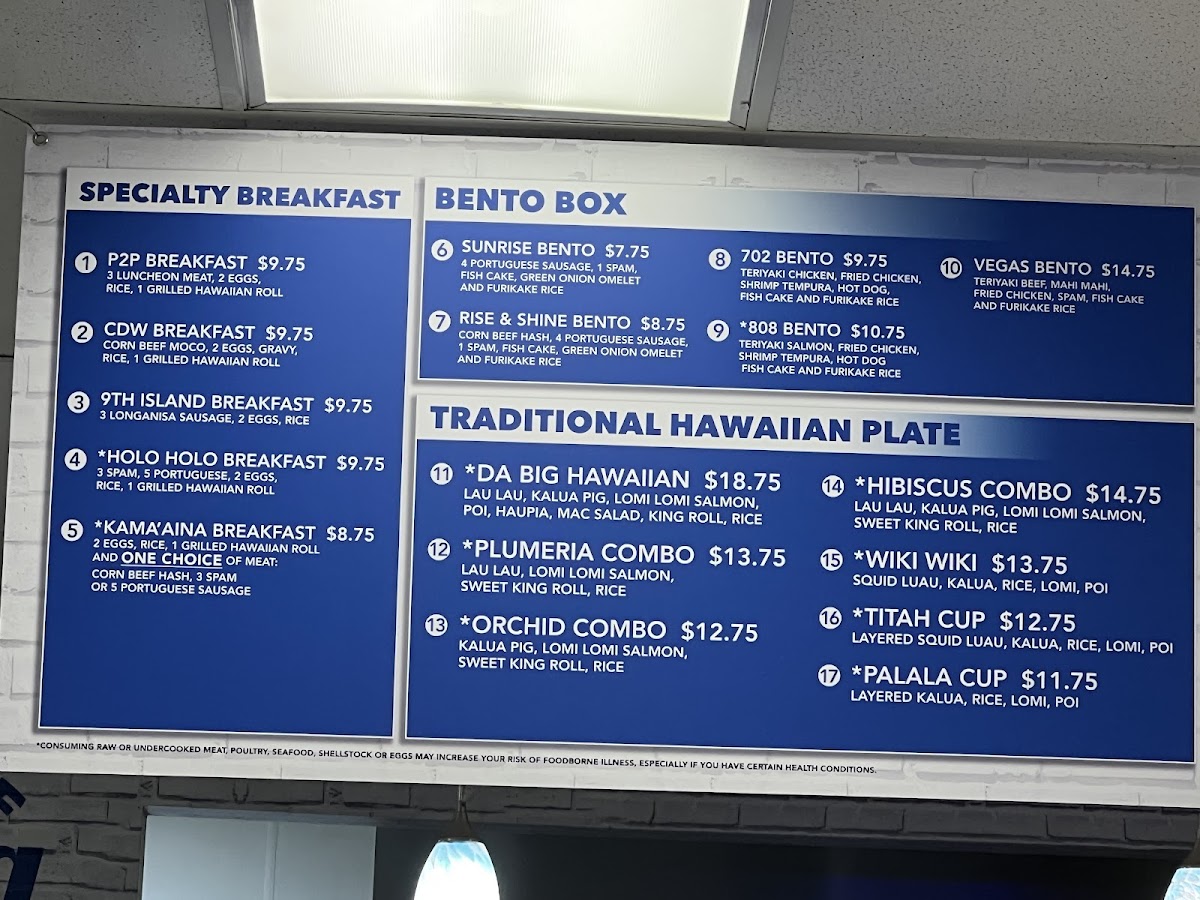 SPECIALTY BREAKFAST
1 P2P BREAKFAST $9.75
3 LUNCHEON MEAT, 2 EGGS,
RICE, 1 GRILLED HAWAIIAN ROLL
2 CDW BREAKFAST $9.75
CORN BEEF MOCO, 2 EGGS, GRAVY,
RICE, 1 GRILLED HAWAIIAN ROLL
3 9TH ISLAND BREAKFAST $9.75
3 LONGANISA SAUSAGE, 2 EGGS, RICE
4 *HOLO HOLO BREAKFAST $9.75
3 SPAM, 5 PORTUGUESE, 2 EGGS,
RICE, 1 GRILLED HAWAIIAN ROLL
5 *KAMA'AINA BREAKFAST $8.75
2 EGGS, RICE, 1 GRILLED HAWAIIAN ROLL
AND ONE CHOICE OF MEAT:
CORN BEEF HASH, 3 SPAM
OR 5 PORTUGUESE SAUSAGE
BENTO BOX
6 SUNRISE BENTO $7.75
4 PORTUGUESE SAUSAGE, 1 SPAM,
FISH CAKE, GREEN ONION OMELET
AND FURIKAKE RICE
7 RISE & SHINE BENTO $8.75
CORN BEEF HASH, 4 PORTUGUESE SAUSAGE,
1 SPAM, FISH CAKE, GREEN ONION OMELET
AND FURIKAKE RICE
8 702 BENTO $9.75
TERIYAKI CHICKEN, FRIED CHICKEN,
SHRIMP TEMPURA, HOT DOG,
FISH CAKE AND FURIKAKE RICE
9 *808 BENTO $10.75
TERIYAKI SALMON, FRIED CHICKEN,
SHRIMP TEMPURA, HOT DOG
FISH CAKE AND FURIKAKE RICE
10 VEGAS BENTO $14.75
TERIYAKI BEEF, MAHI MAHI,
FRIED CHICKEN, SPAM, FISH CAKE
AND FURIKAKE RICE
TRADITIONAL HAWAIIAN PLATE
11 *DA BIG HAWAIIAN $18.75
LAU LAU, KALUA PIG, LOMI LOMI SALMON,
POI, HAUPIA, MAC SALAD, KING ROLL, RICE
12 *PLUMERIA COMBO $13.75
LAU LAU, LOMI LOMI SALMON,
SWEET KING ROLL, RICE
13 *ORCHID COMBO $12.75
KALUA PIG, LOMI LOMI SALMON,
SWEET KING ROLL, RICE
14 *HIBISCUS COMBO $14.75
LAU LAU, KALUA PIG, LOMI LOMI SALMON,
SWEET KING ROLL, RICE
15 *WIKI WIKI $13.75
SQUID LUAU, KALUA, RICE, LOMI, POI
16 *TITAH CUP $12.75
LAYERED SQUID LUAU, KALUA, RICE, LOMI, POI
17 *PALALA CUP $11.75
LAYERED KALUA, RICE, LOMI, POI
*CONSUMING RAW OR UNDERCOOKED MEAT, POULTRY, SEAFOOD, SHELLSTOCK OR EGGS MAY INCREASE YOUR RISK OF FOODBORNE ILLNESS, ESPECIALLY IF YOU HAVE CERTAIN HEALTH CONDITIONS.